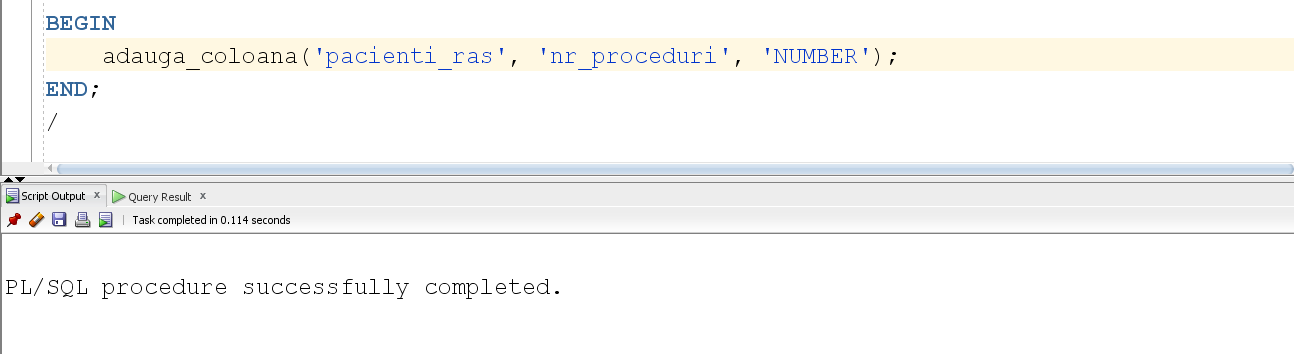 BEGIN
adauga_coloana('pacienti_ras', 'nr_proceduri', 'NUMBER');
END;
/
Script Output x Query Result x
Task completed in 0.114 seconds
PL/SQL procedure successfully completed.